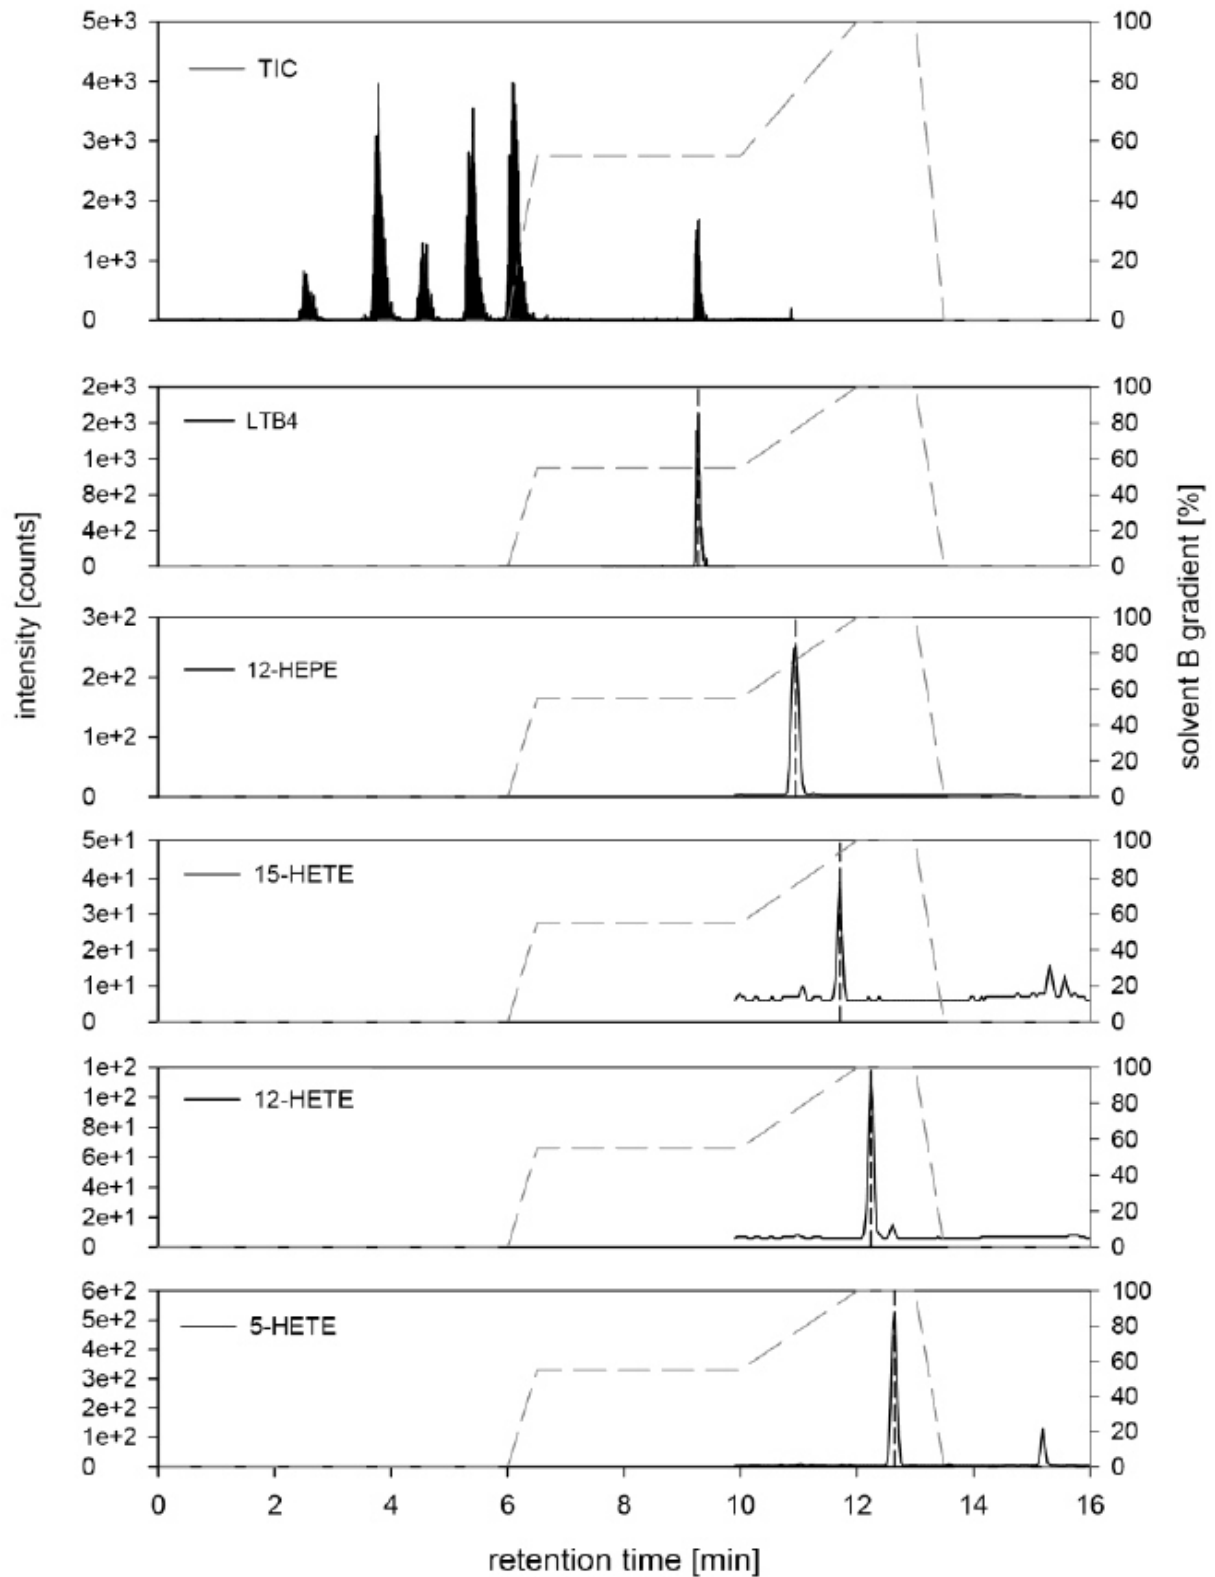 5e+3 100
TIC
4e+3 80
3e+3 60
2e+3 40
1e+3 20
0 0
2e+3 100
LTB4
2e+3 80
1e+3 60
8e+2 40
4e+2 20
0 0
intensity [counts]
solvent B gradient [%]
3e+2 100
80
12-HEPE
2e+2 60
1e+2 40
20
0 0
5e+1 100
15-HETE
4e+1 80
3e+1 60
2e+1 40
1e+1 20
0 0
1e+2 100
12-HETE
1e+2 80
8e+1 60
6e+1 40
4e+1 20
2e+1
0 0
6e+2 100
5-HETE
5e+2 80
4e+2 60
3e+2 40
2e+2 20
1e+2
0 0
0 2 4 6 8 10 12 14 16
retention time [min]